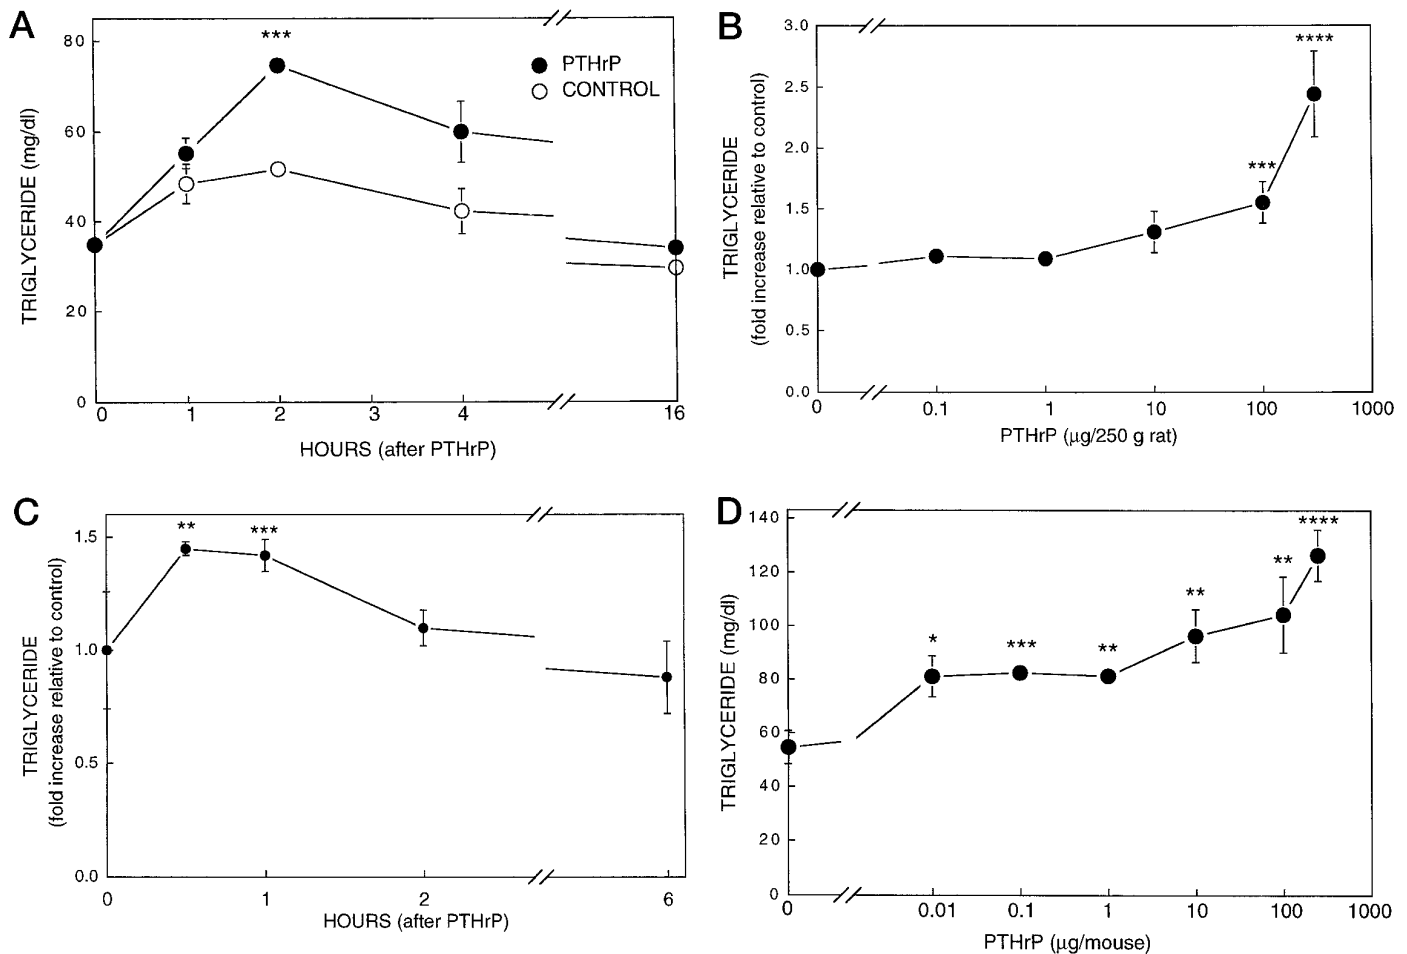 A
TRIGLYCERIDE (mg/dl)
80
60
40
20
0
***
PTHrP
CONTROL
0 1 2 3 4 16
HOURS (after PTHrP)
B
TRIGLYCERIDE
(fold increase relative to control)
3.0
2.5
2.0
1.5
1.0
0.5
0.0
****
***
0 0.1 1 10 100 1000
PTHrP (μg/250 g rat)
C
TRIGLYCERIDE
(fold increase relative to control)
1.5
1.0
0.5
0.0
** ***
0 1 2 6
HOURS (after PTHrP)
D
TRIGLYCERIDE (mg/dl)
140
120
100
80
60
40
20
0
* *** ** ** ** ****
0 0.01 0.1 1 10 100 1000
PTHrP (μg/mouse)